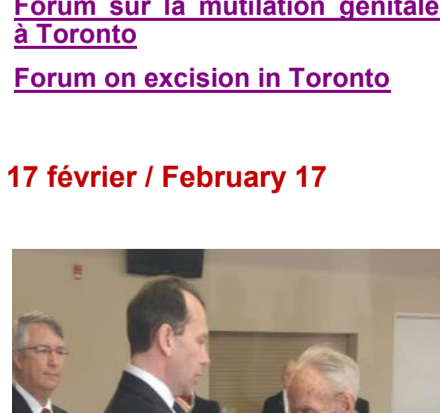 Forum sur la mutilation génitale
à Toronto
Forum on excision in Toronto
17 février / February 17